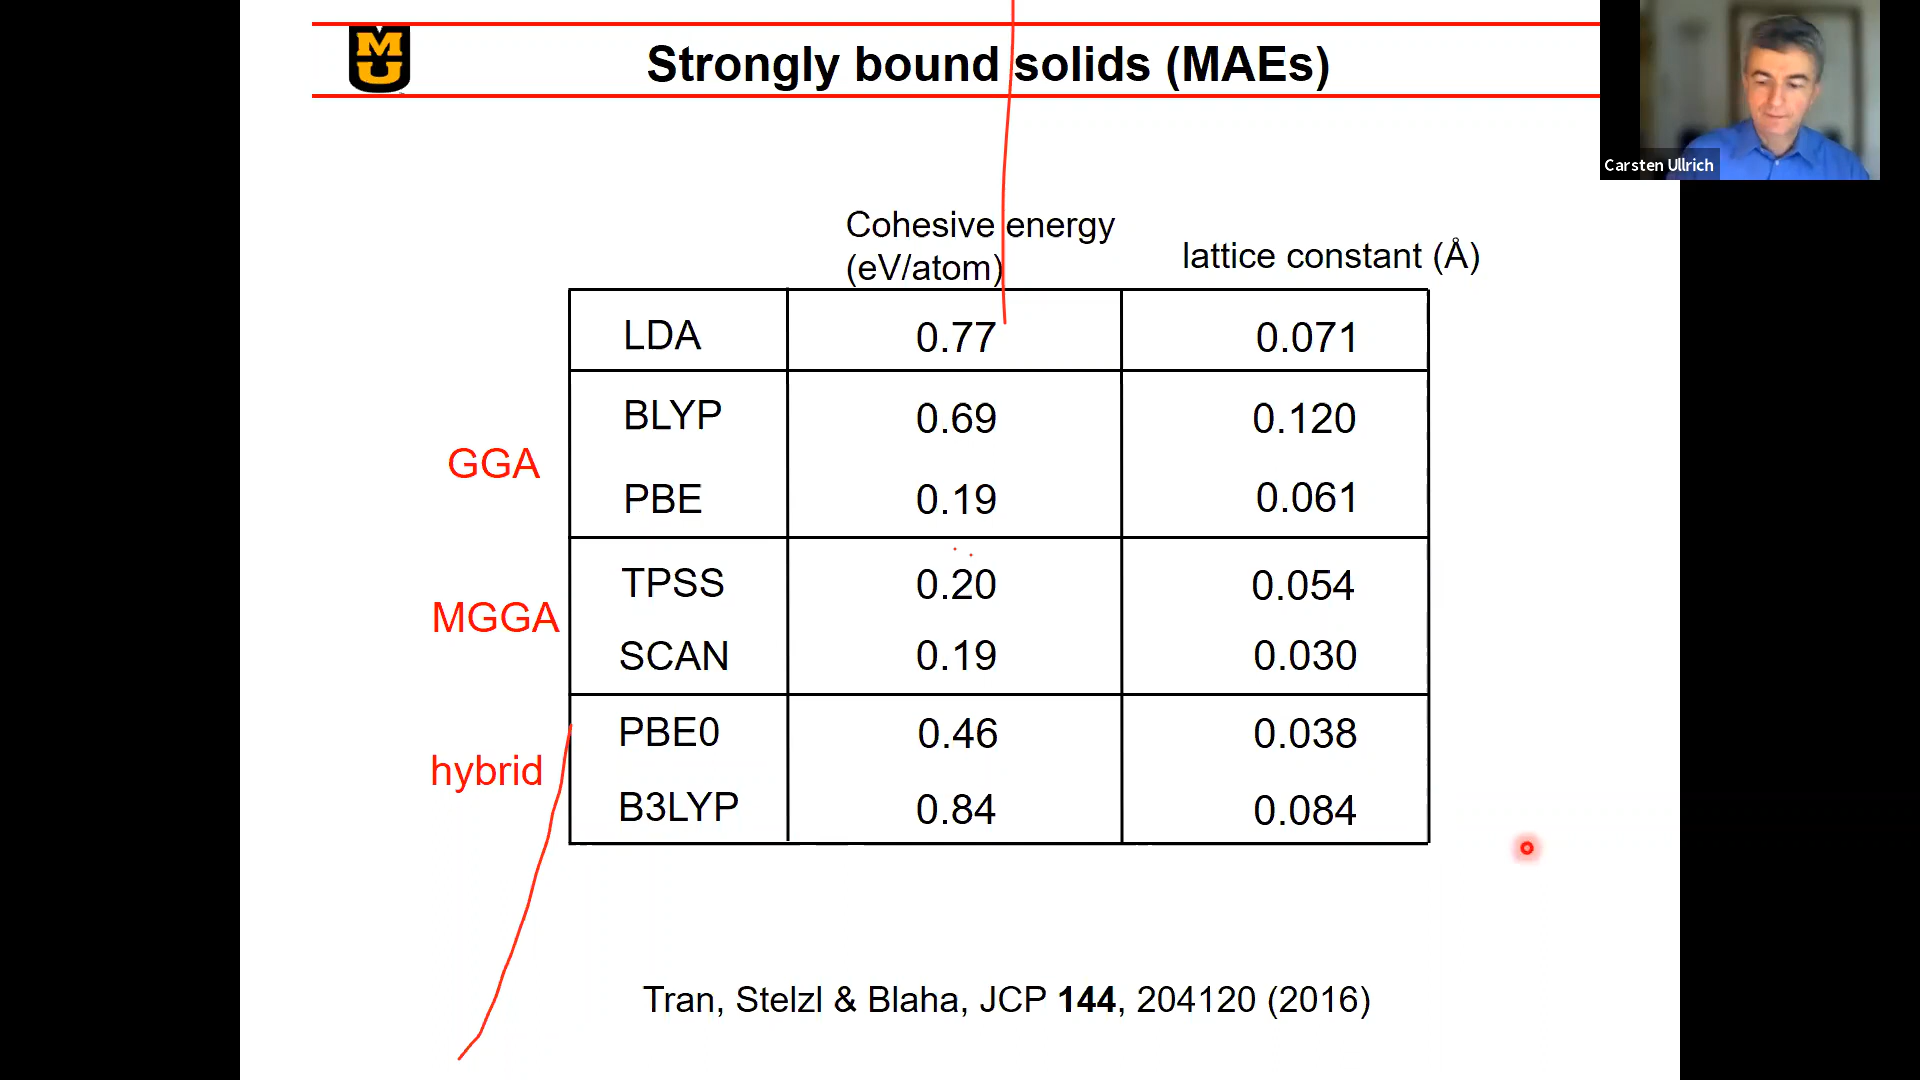 MU
Strongly bound solids (MAEs)
Carsten Ullrich
Cohesive energy
(eV/atom)
lattice constant (Å)
LDA 0.77 0.071
BLYP 0.69 0.120
GGA
PBE 0.19 0.061
TPSS 0.20 0.054
MGGA
SCAN 0.19 0.030
PBE0 0.46 0.038
hybrid
B3LYP 0.84 0.084
Tran, Stelzl & Blaha, JCP 144, 204120 (2016)